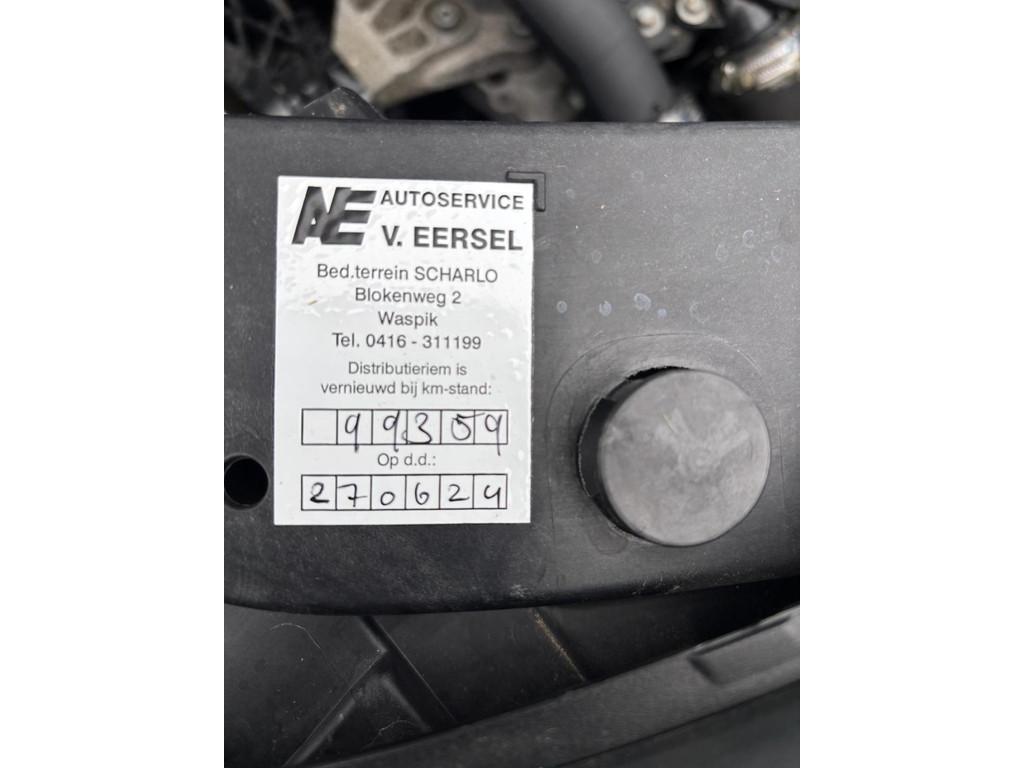 AE AUTOSERVICE
V. EERSEL
Bed.terrein SCHARLO
Blokenweg 2
Waspik
Tel. 0416 - 311199
Distributieriem is
vernieuwd bij km-stand:
99359
Op d.d.:
270624